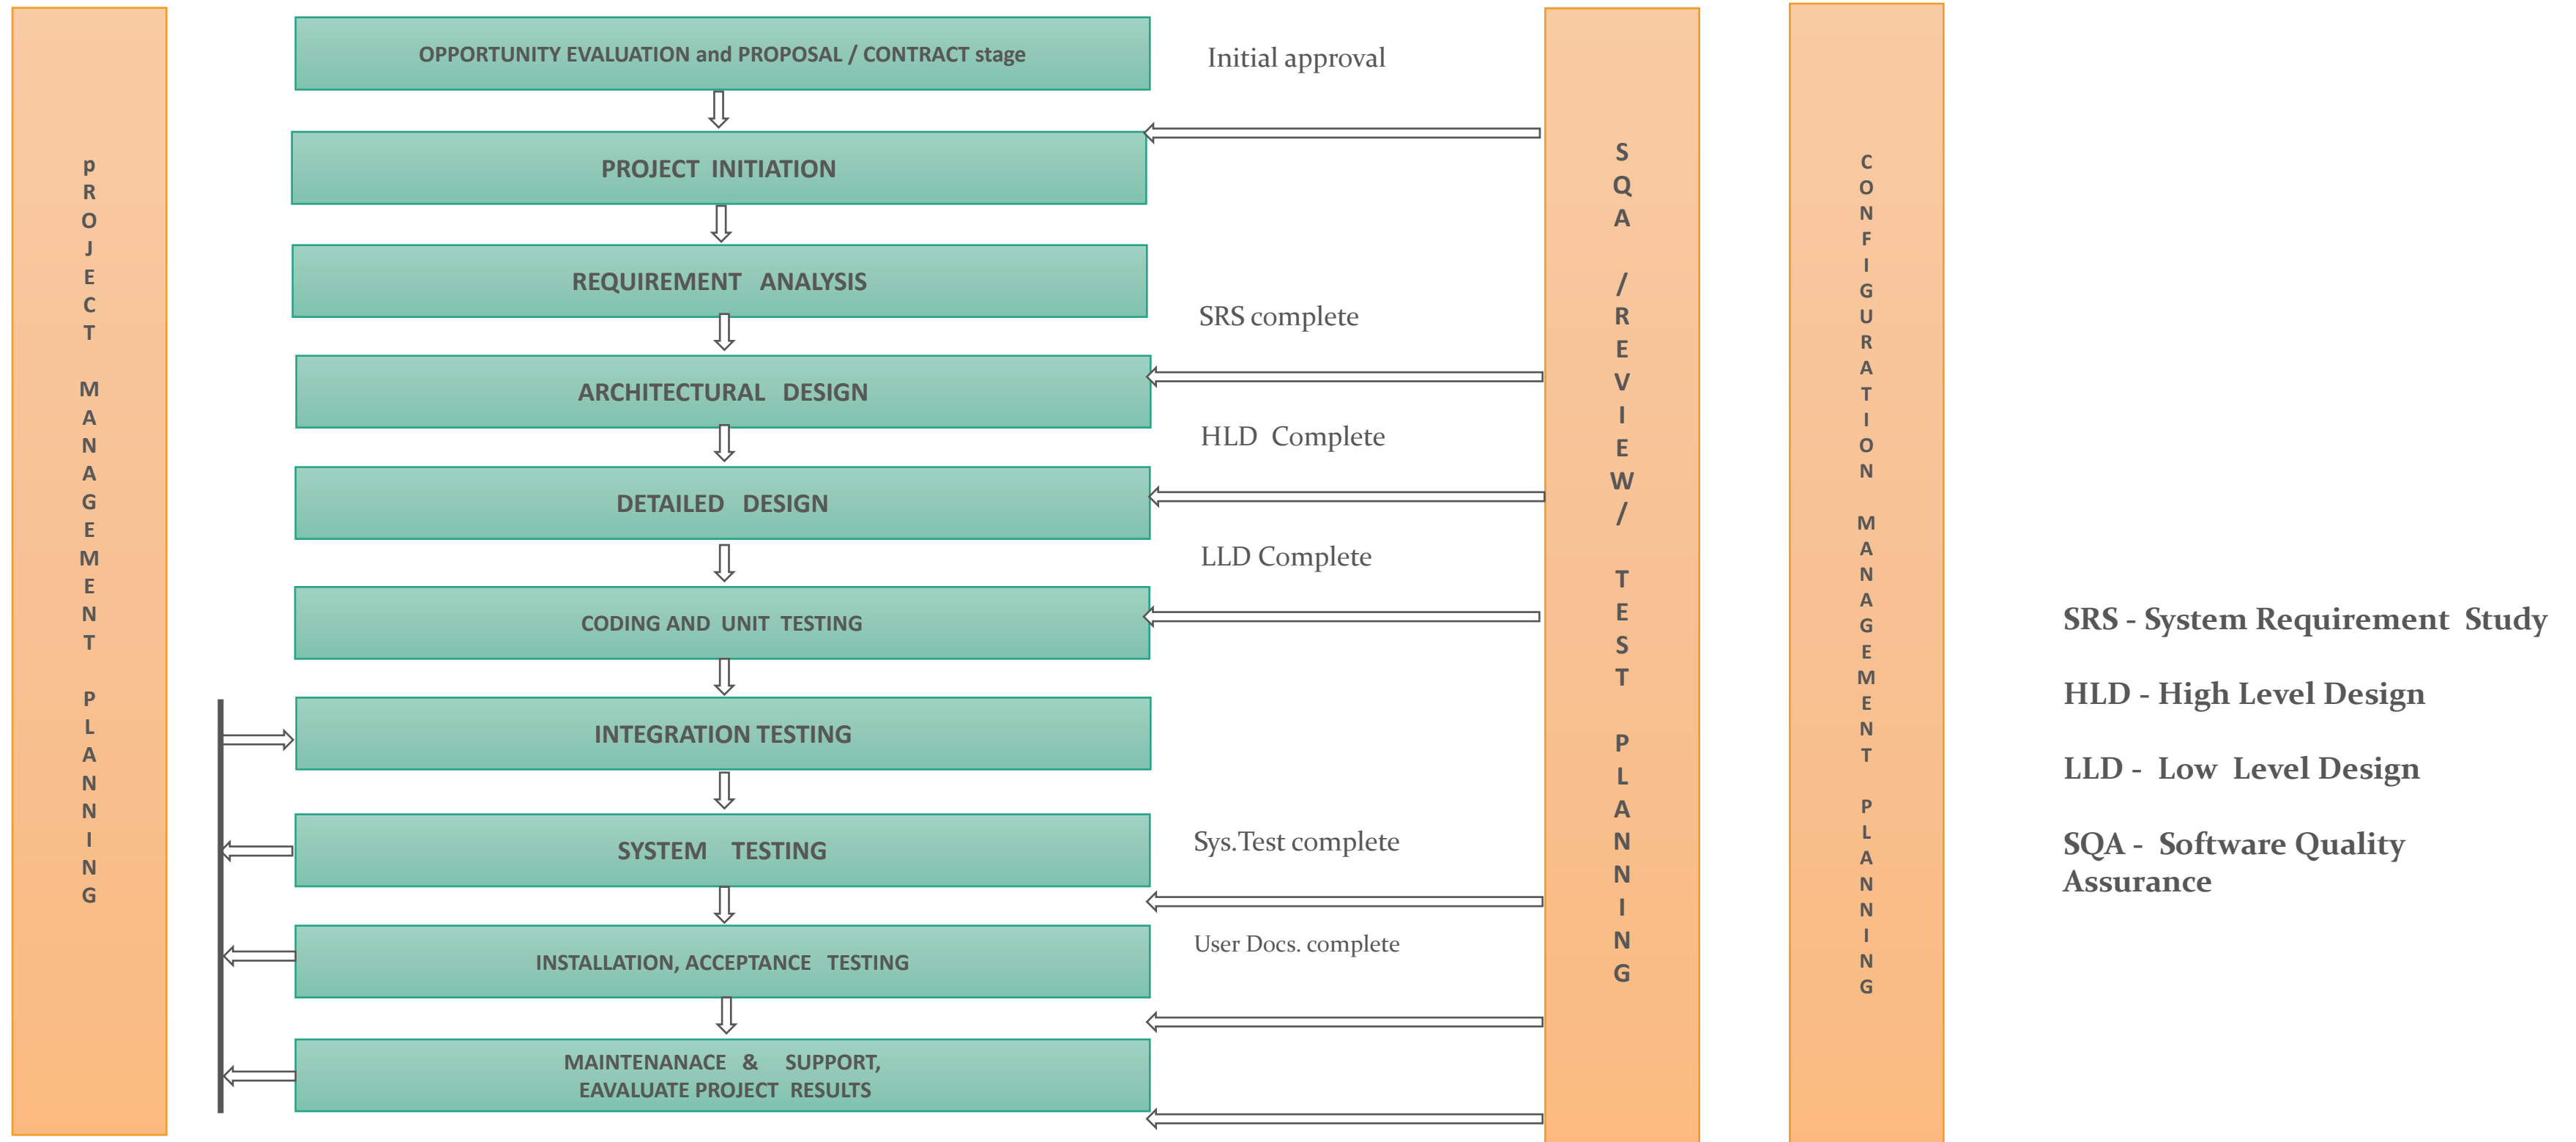 pROJECT MANAGEMENT PLANNING
OPPORTUNITY EVALUATION and PROPOSAL / CONTRACT stage
PROJECT INITIATION
REQUIREMENT ANALYSIS
ARCHITECTURAL DESIGN
DETAILED DESIGN
CODING AND UNIT TESTING
INTEGRATION TESTING
SYSTEM TESTING
INSTALLATION, ACCEPTANCE TESTING
MAINTENANACE & SUPPORT,
EAVALUATE PROJECT RESULTS
Initial approval
SRS complete
HLD Complete
LLD Complete
Sys.Test complete
User Docs. complete
SQA /REVIEW/ TEST PLANNING
CONFIGURATION MANAGEMENT PLANNING
SRS - System Requirement Study
HLD - High Level Design
LLD - Low Level Design
SQA - Software Quality
Assurance